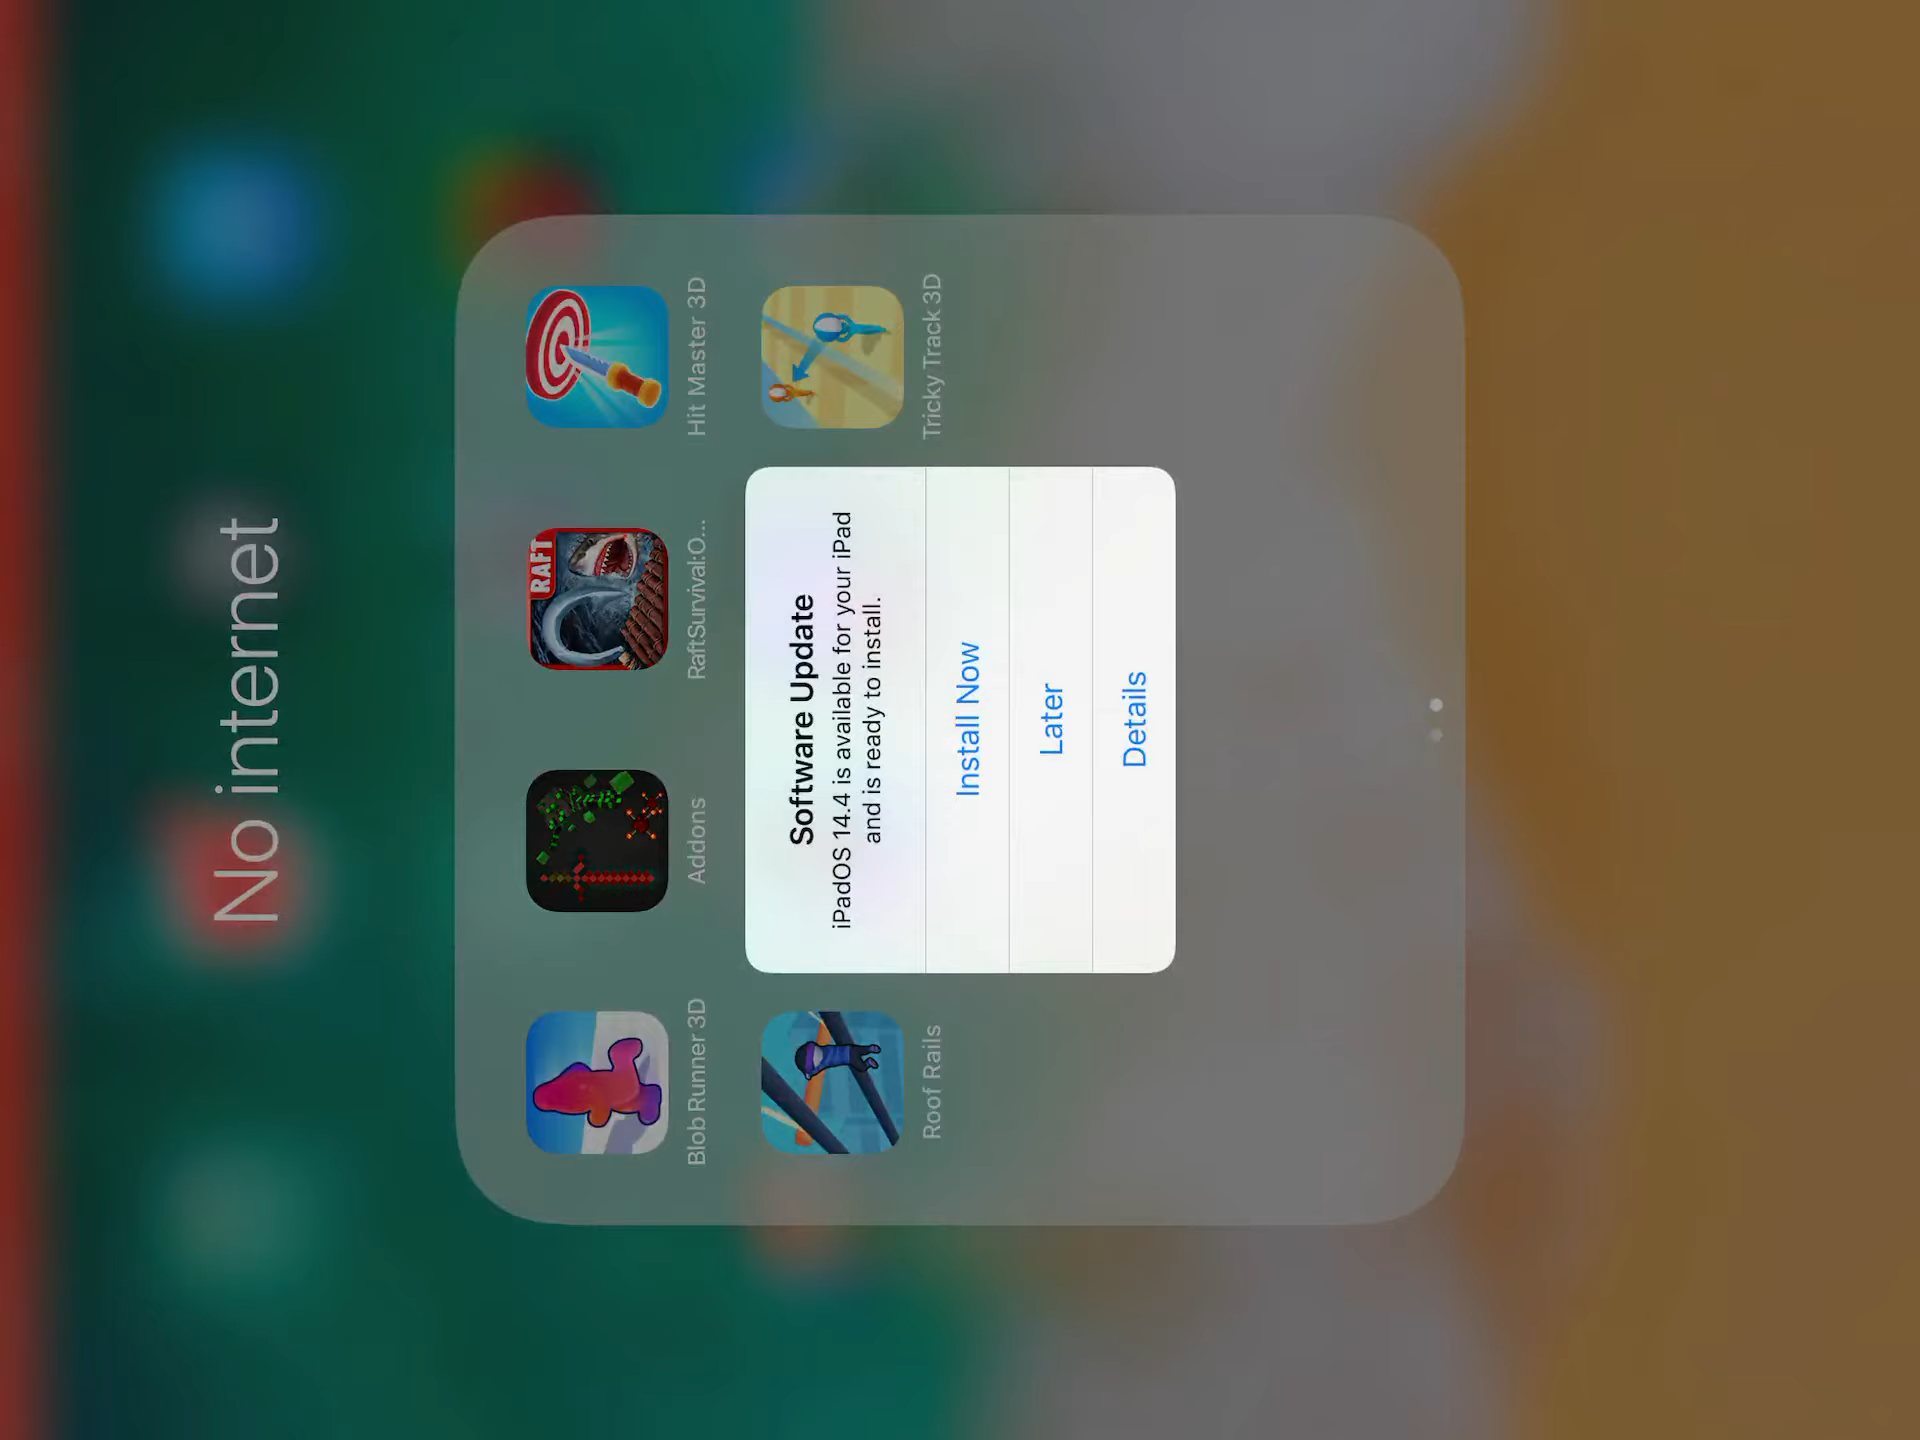 No internet
Blob Runner 3D
Addons
RaftSurvival:O...
RAFT
Hit Master 3D
Roof Rails
Tricky Track 3D
Software Update
iPadOS 14.4 is available for your iPad
and is ready to install.
Install Now
Later
Details